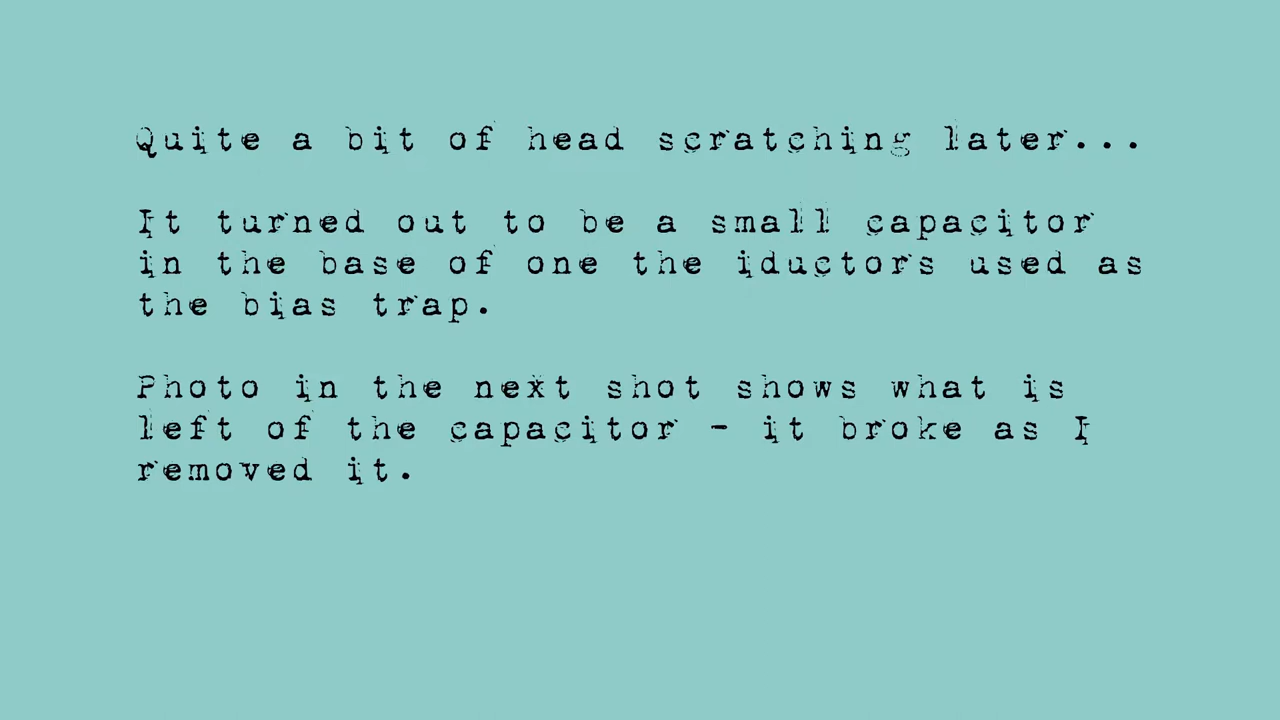 Quite a bit of head scratching later...
It turned out to be a small capacitor
in the base of one the iductors used as
the bias trap.
Photo in the next shot shows what is
left of the capacitor - it broke as I
removed it.